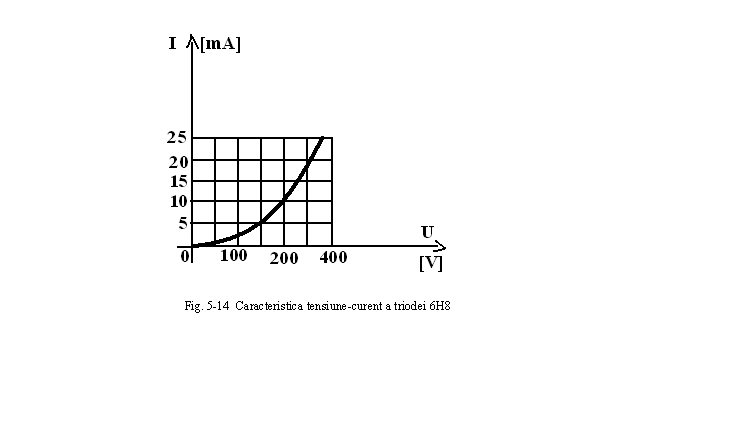 I [mA]
25
20
15
10
5
0 100 200 400
U
[V]
Fig. 5-14 Caracteristica tensiune-curent a triodei 6H8